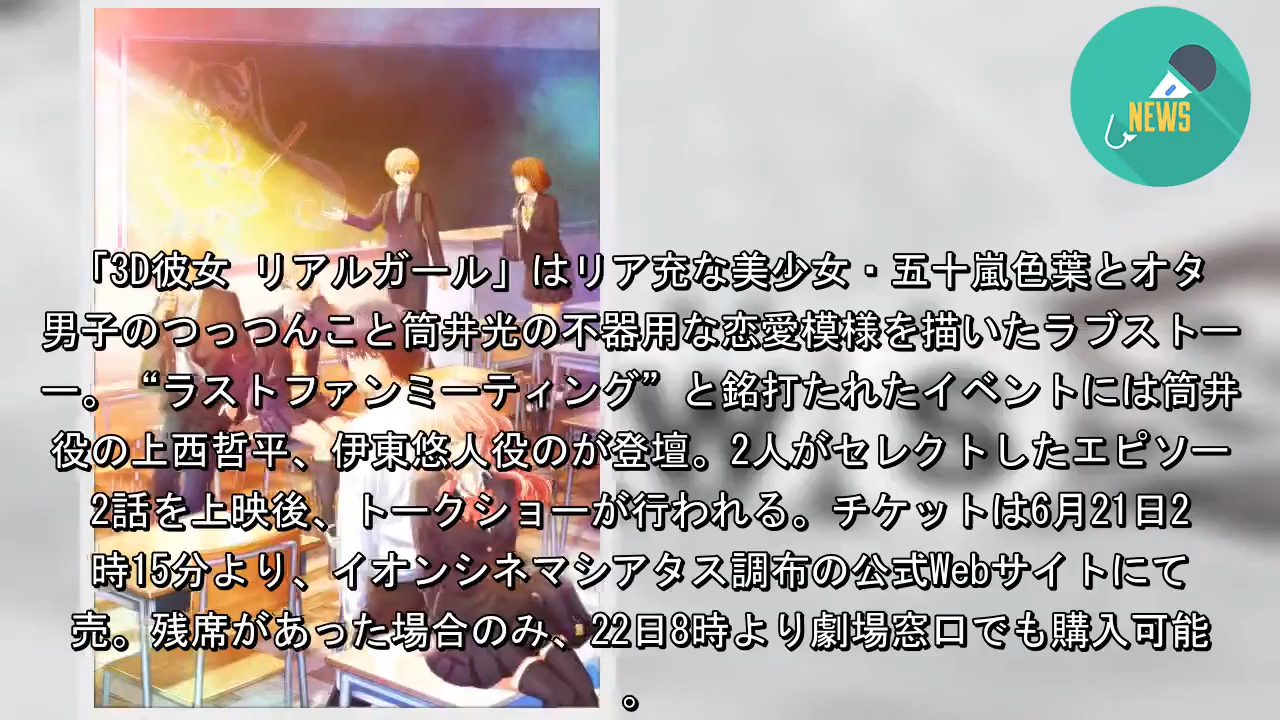 NEWS
「3D彼女 リアルガール」はリア充な美少女・五十嵐色葉とオタ
男子のつっつんこと筒井光の不器用な恋愛模様を描いたラブストー
ー。“ラストファンミーティング”と銘打たれたイベントには筒井
役の上西哲平、伊東悠人役のが登壇。2人がセレクトしたエピソー
2話を上映後、トークショーが行われる。チケットは6月21日2
時15分より、イオンシネマシアタス調布の公式Webサイトにて
売。残席があった場合のみ、22日8時より劇場窓口でも購入可能
。